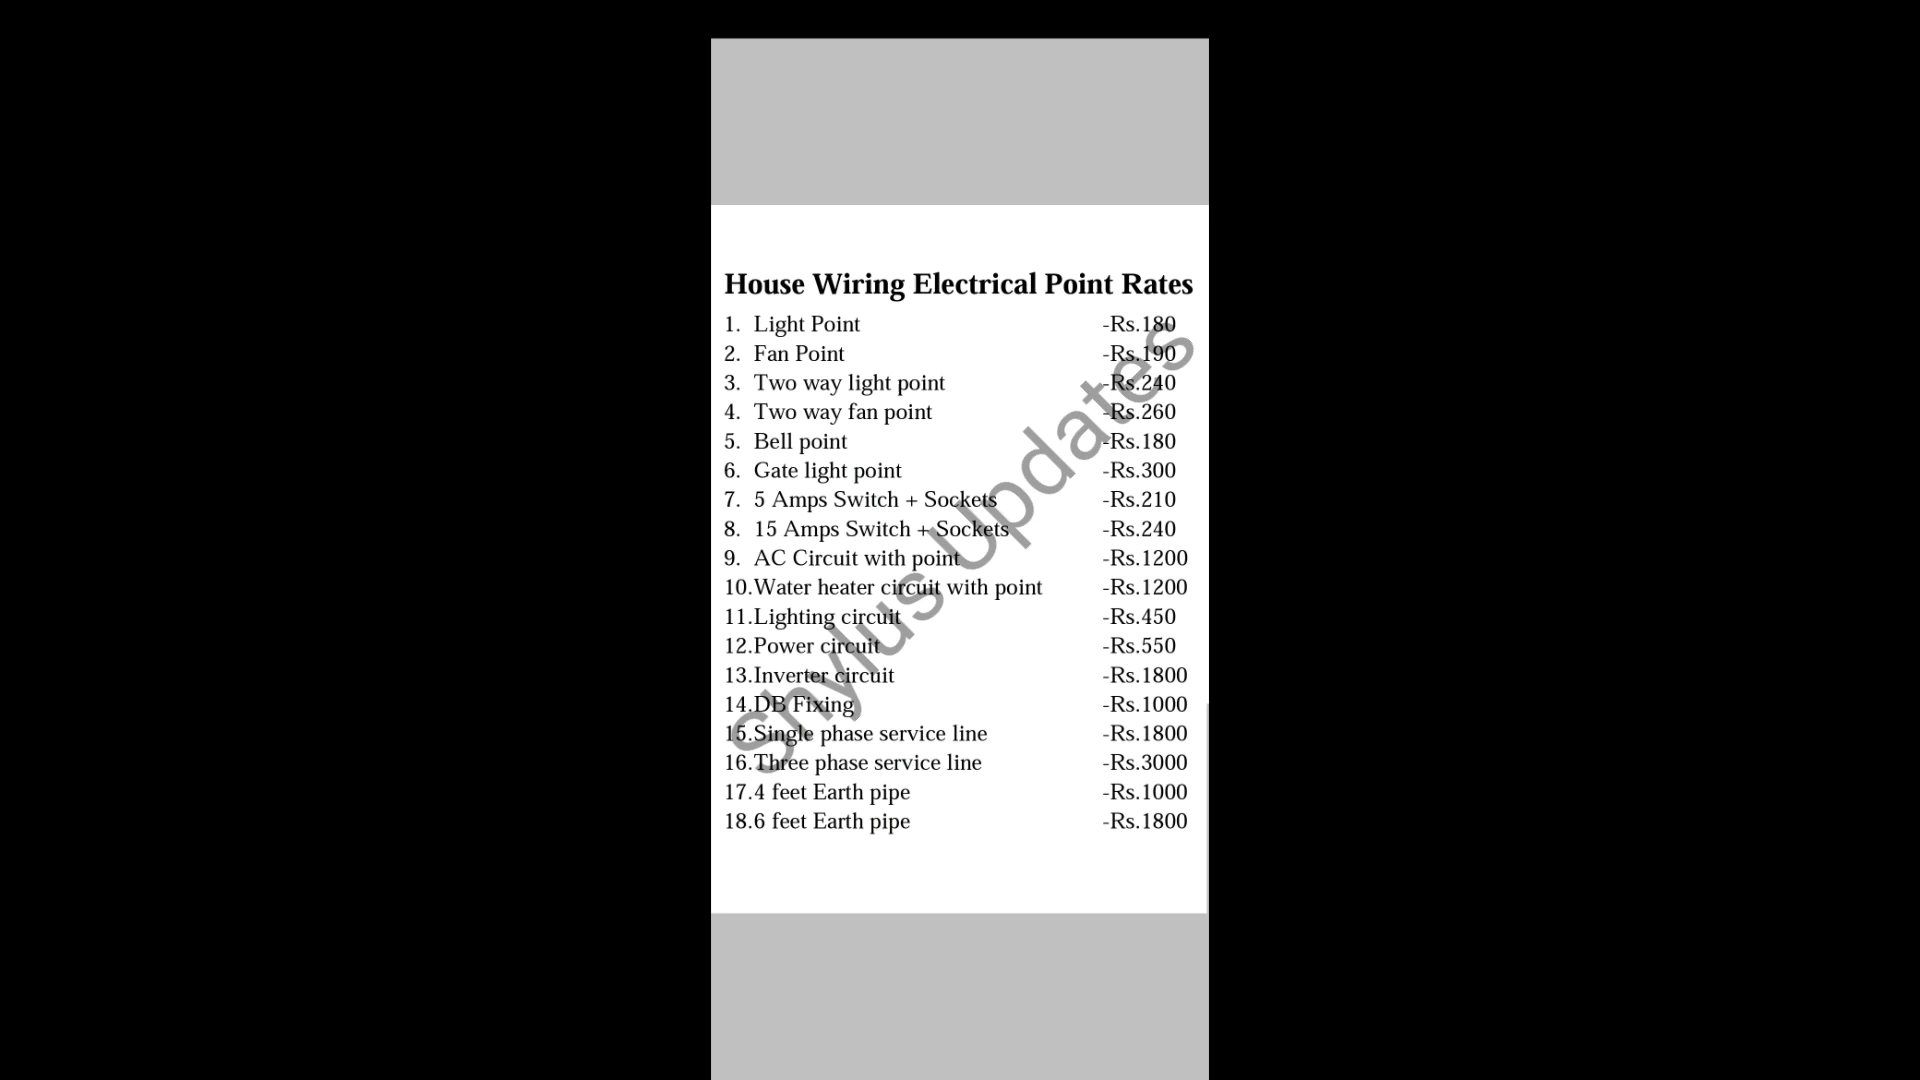 House Wiring Electrical Point Rates
1. Light Point -Rs.180
2. Fan Point -Rs.190
3. Two way light point -Rs.240
4. Two way fan point -Rs.260
5. Bell point -Rs.180
6. Gate light point -Rs.300
7. 5 Amps Switch + Sockets -Rs.210
8. 15 Amps Switch + Sockets -Rs.240
9. AC Circuit with point -Rs.1200
10.Water heater circuit with point -Rs.1200
11.Lighting circuit -Rs.450
12.Power circuit -Rs.550
13.Inverter circuit -Rs.1800
14.DB Fixing -Rs.1000
15.Single phase service line -Rs.1800
16.Three phase service line -Rs.3000
17.4 feet Earth pipe -Rs.1000
18.6 feet Earth pipe -Rs.1800
Shylus Updates